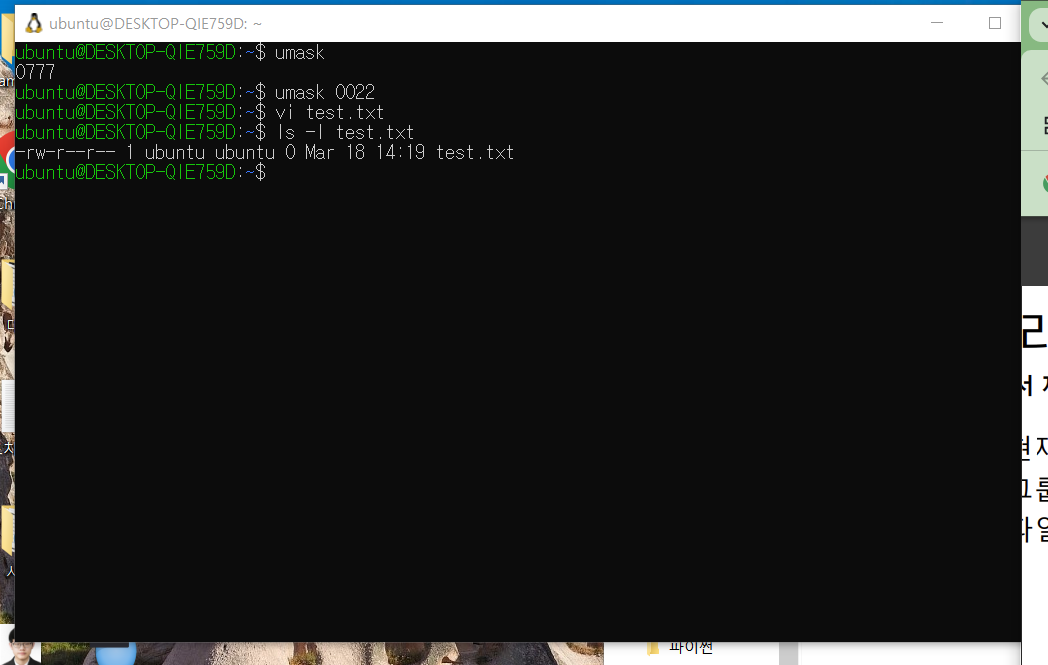 ubuntu@DESKTOP-QIE759D: ~
ubuntu@DESKTOP-QIE759D:~$ umask
0777
ubuntu@DESKTOP-QIE759D:~$ umask 0022
ubuntu@DESKTOP-QIE759D:~$ vi test.txt
ubuntu@DESKTOP-QIE759D:~$ ls -l test.txt
-rw-r--r-- 1 ubuntu ubuntu 0 Mar 18 14:19 test.txt
ubuntu@DESKTOP-QIE759D:~$
파이썬